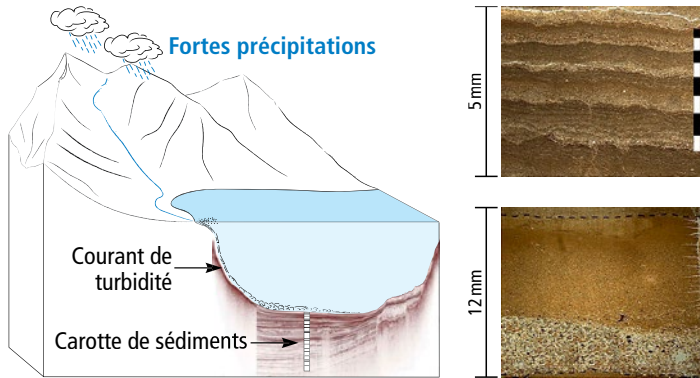 Fortes précipitations
Courant de
turbidité
Carotte de sédiments
5 mm
12 mm